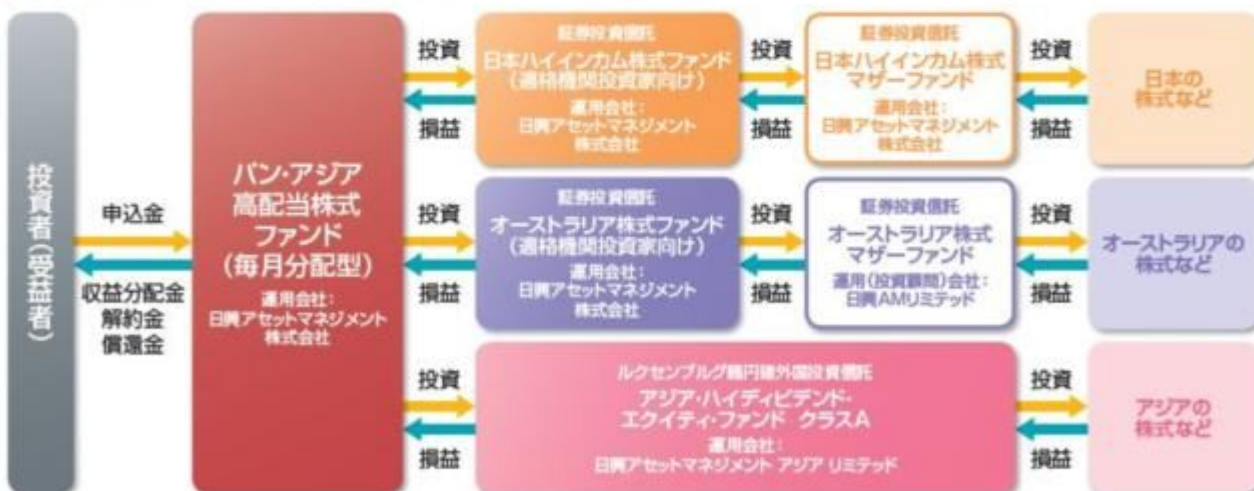 投資者(受益者)
申込金
収益分配金
解約金
償還金
パン・アジア
高配当株式
ファンド
(毎月分配型)
運用会社:
日興アセットマネジメント
株式会社
投資
損益
証券投資信託
日本ハイインカム株式ファンド
(適格機関投資家向け)
運用会社:
日興アセットマネジメント
株式会社
投資
損益
証券投資信託
日本ハイインカム株式
マザーファンド
運用会社:
日興アセットマネジメント
株式会社
投資
損益
日本の
株式など
投資
損益
証券投資信託
オーストラリア株式ファンド
(適格機関投資家向け)
運用会社:
日興アセットマネジメント
株式会社
投資
損益
証券投資信託
オーストラリア株式
マザーファンド
運用(投資顧問)会社:
日興AMリミテッド
投資
損益
オーストラリアの
株式など
投資
損益
ルクセンブルグ籍円建外国投資信託
アジア・ハイディビデンド・
エクイティ・ファンド クラスA
運用会社:
日興アセットマネジメント アジア リミテッド
投資
損益
アジアの
株式など